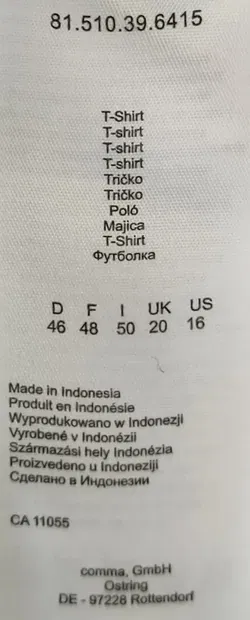 81.510.39.6415
T-Shirt
T-shirt
T-shirt
T-shirt
Tričko
Tričko
Poló
Majica
T-Shirt
Футболка
D F I UK US
46 48 50 20 16
Made in Indonesia
Produit en Indonésie
Wyprodukowano w Indonezji
Vyrobené v Indonézii
Származási hely Indonézia
Proizvedeno u Indoneziji
Сделано в Индонезии
CA 11055
comma, GmbH
Ostring
DE - 97228 Rottendorf